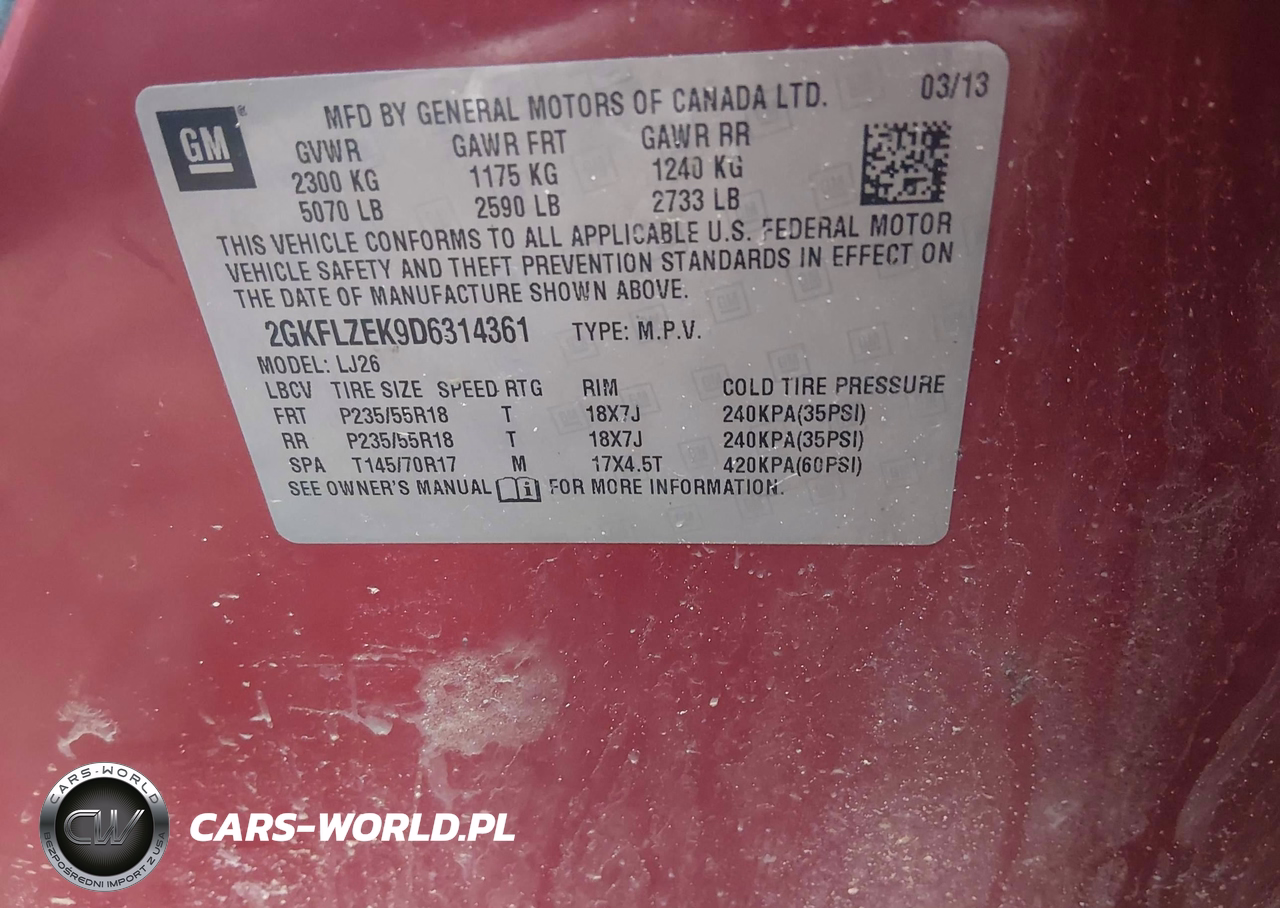 GM®
MFD BY GENERAL MOTORS OF CANADA LTD. 03/13
GVWR GAWR FRT GAWR RR
2300 KG 1175 KG 1240 KG
5070 LB 2590 LB 2733 LB
THIS VEHICLE CONFORMS TO ALL APPLICABLE U.S. FEDERAL MOTOR
VEHICLE SAFETY AND THEFT PREVENTION STANDARDS IN EFFECT ON
THE DATE OF MANUFACTURE SHOWN ABOVE.
2GKFLZEK9D6314361 TYPE: M.P.V.
MODEL: LJ26
LBCV TIRE SIZE SPEED RTG RIM COLD TIRE PRESSURE
FRT P235/55R18 T 18X7J 240KPA(35PSI)
RR P235/55R18 T 18X7J 240KPA(35PSI)
SPA T145/70R17 M 17X4.5T 420KPA(60PSI)
SEE OWNER'S MANUAL i FOR MORE INFORMATION.
CARS-WORLD
CW
BEZPOŚREDNI IMPORT Z USA
CARS-WORLD.PL